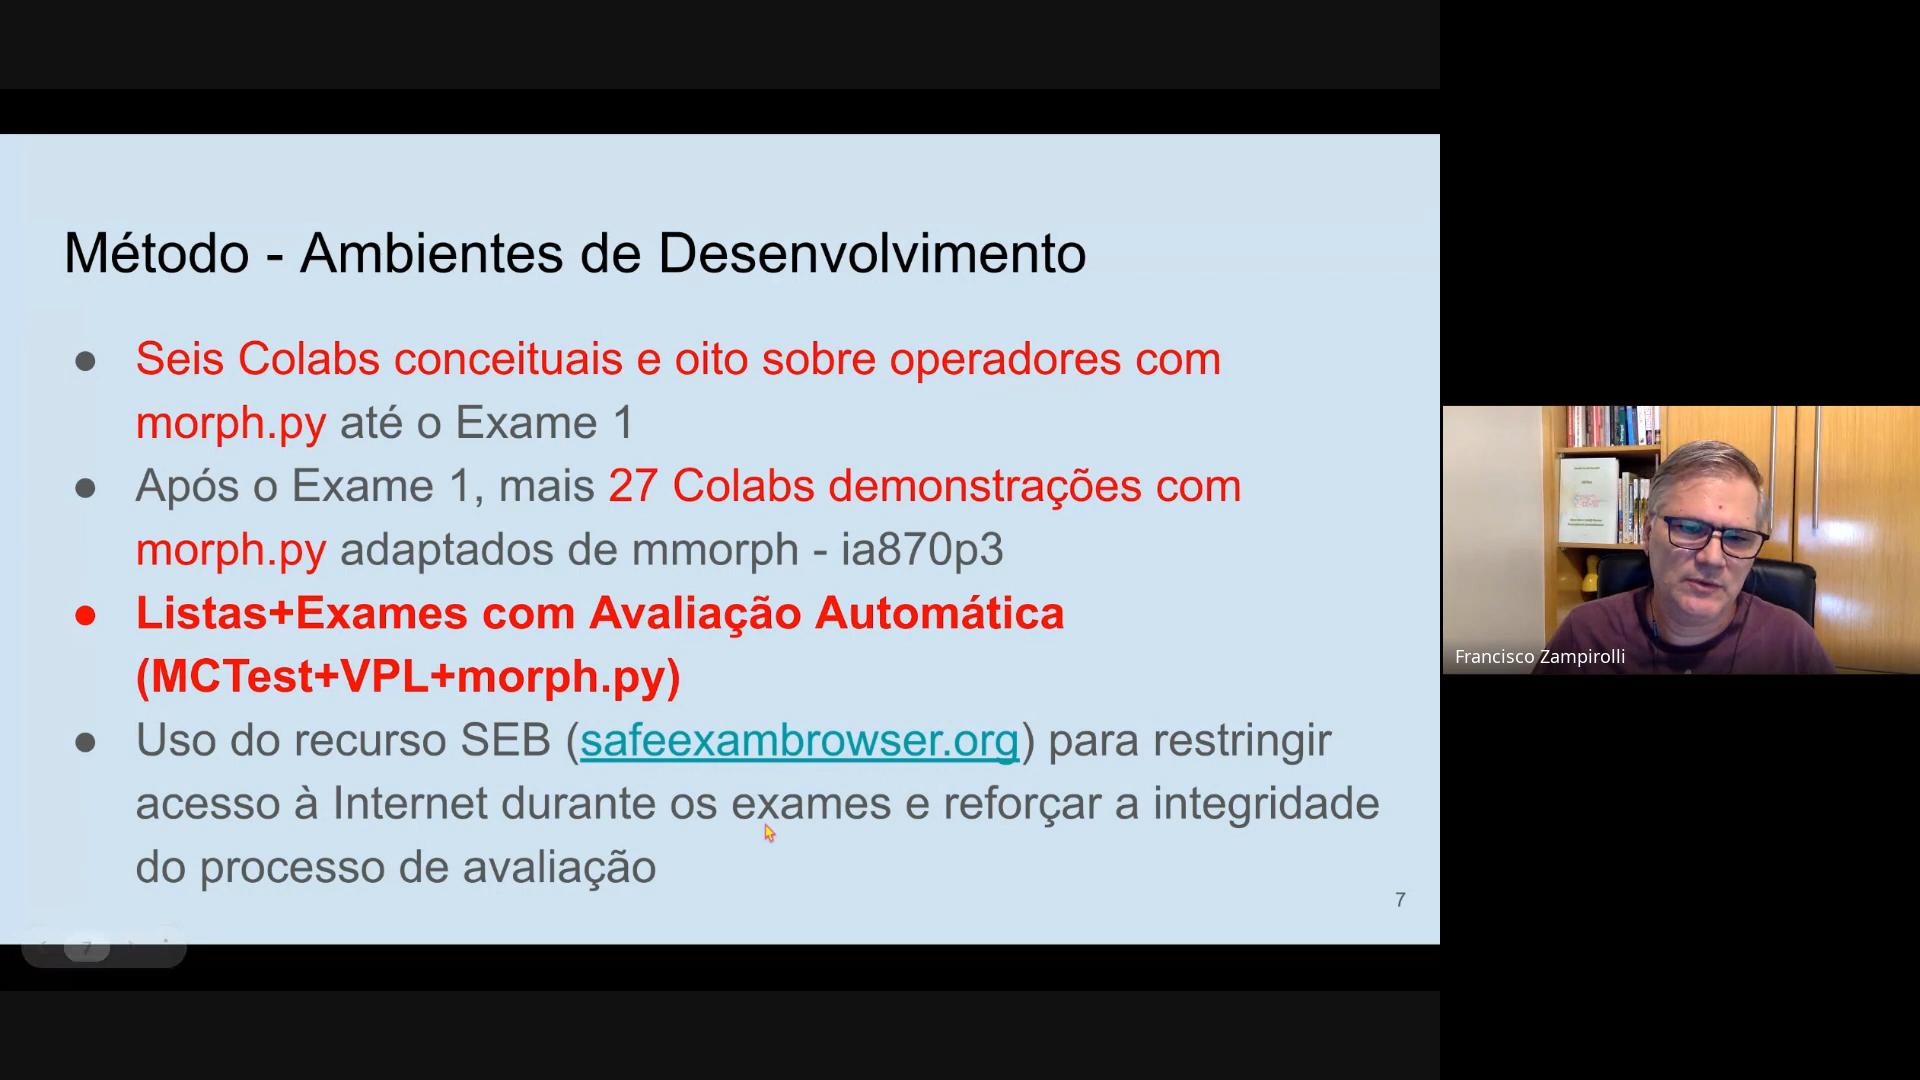 Método - Ambientes de Desenvolvimento
● Seis Colabs conceituais e oito sobre operadores com
morph.py até o Exame 1
● Após o Exame 1, mais 27 Colabs demonstrações com
morph.py adaptados de mmorph - ia870p3
● Listas+Exames com Avaliação Automática
(MCTest+VPL+morph.py)
● Uso do recurso SEB (safeexambrowser.org) para restringir
acesso à Internet durante os exames e reforçar a integridade
do processo de avaliação
7
7
Francisco Zampirolli